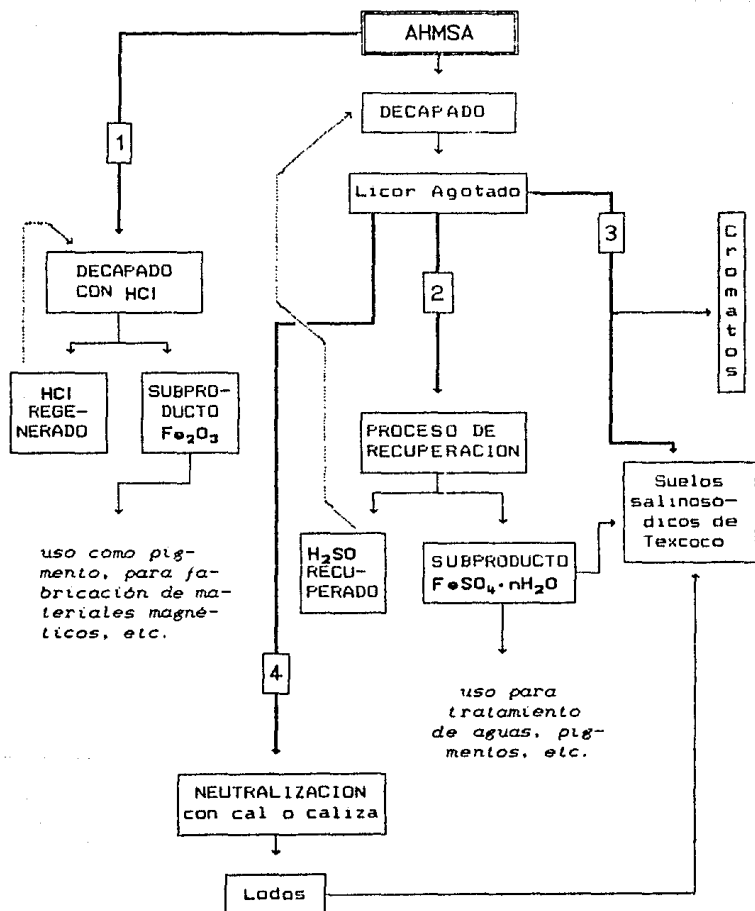 AHMSA
DECAPADO
1
Licor Agotado
3
Cromatos
DECAPADO
CON HCl
2
HCl
REGE-
NERADO
SUBPRO-
DUCTO
Fe₂O₃
PROCESO DE
RECUPERACION
Suelos
salinosó-
dicos de
Texcoco
uso como pig-
mento, para fa-
bricación de ma-
teriales magné-
ticos, etc.
H₂SO
RECU-
PERADO
SUBPRODUCTO
FeSO₄·nH₂O
4
uso para
tratamiento
de aguas, pig-
mentos, etc.
NEUTRALIZACION
con cal o caliza
Lodos